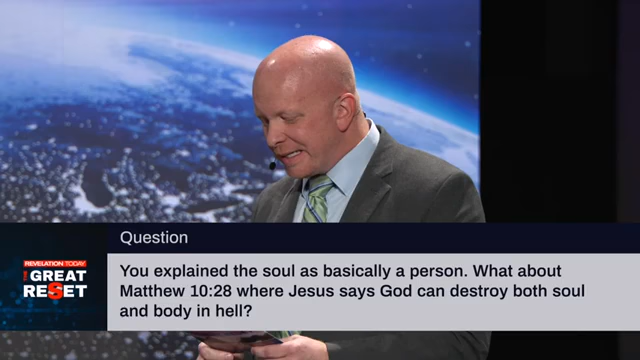 Question
REVELATION TODAY:
THE
GREAT
RESET
You explained the soul as basically a person. What about
Matthew 10:28 where Jesus says God can destroy both soul
and body in hell?